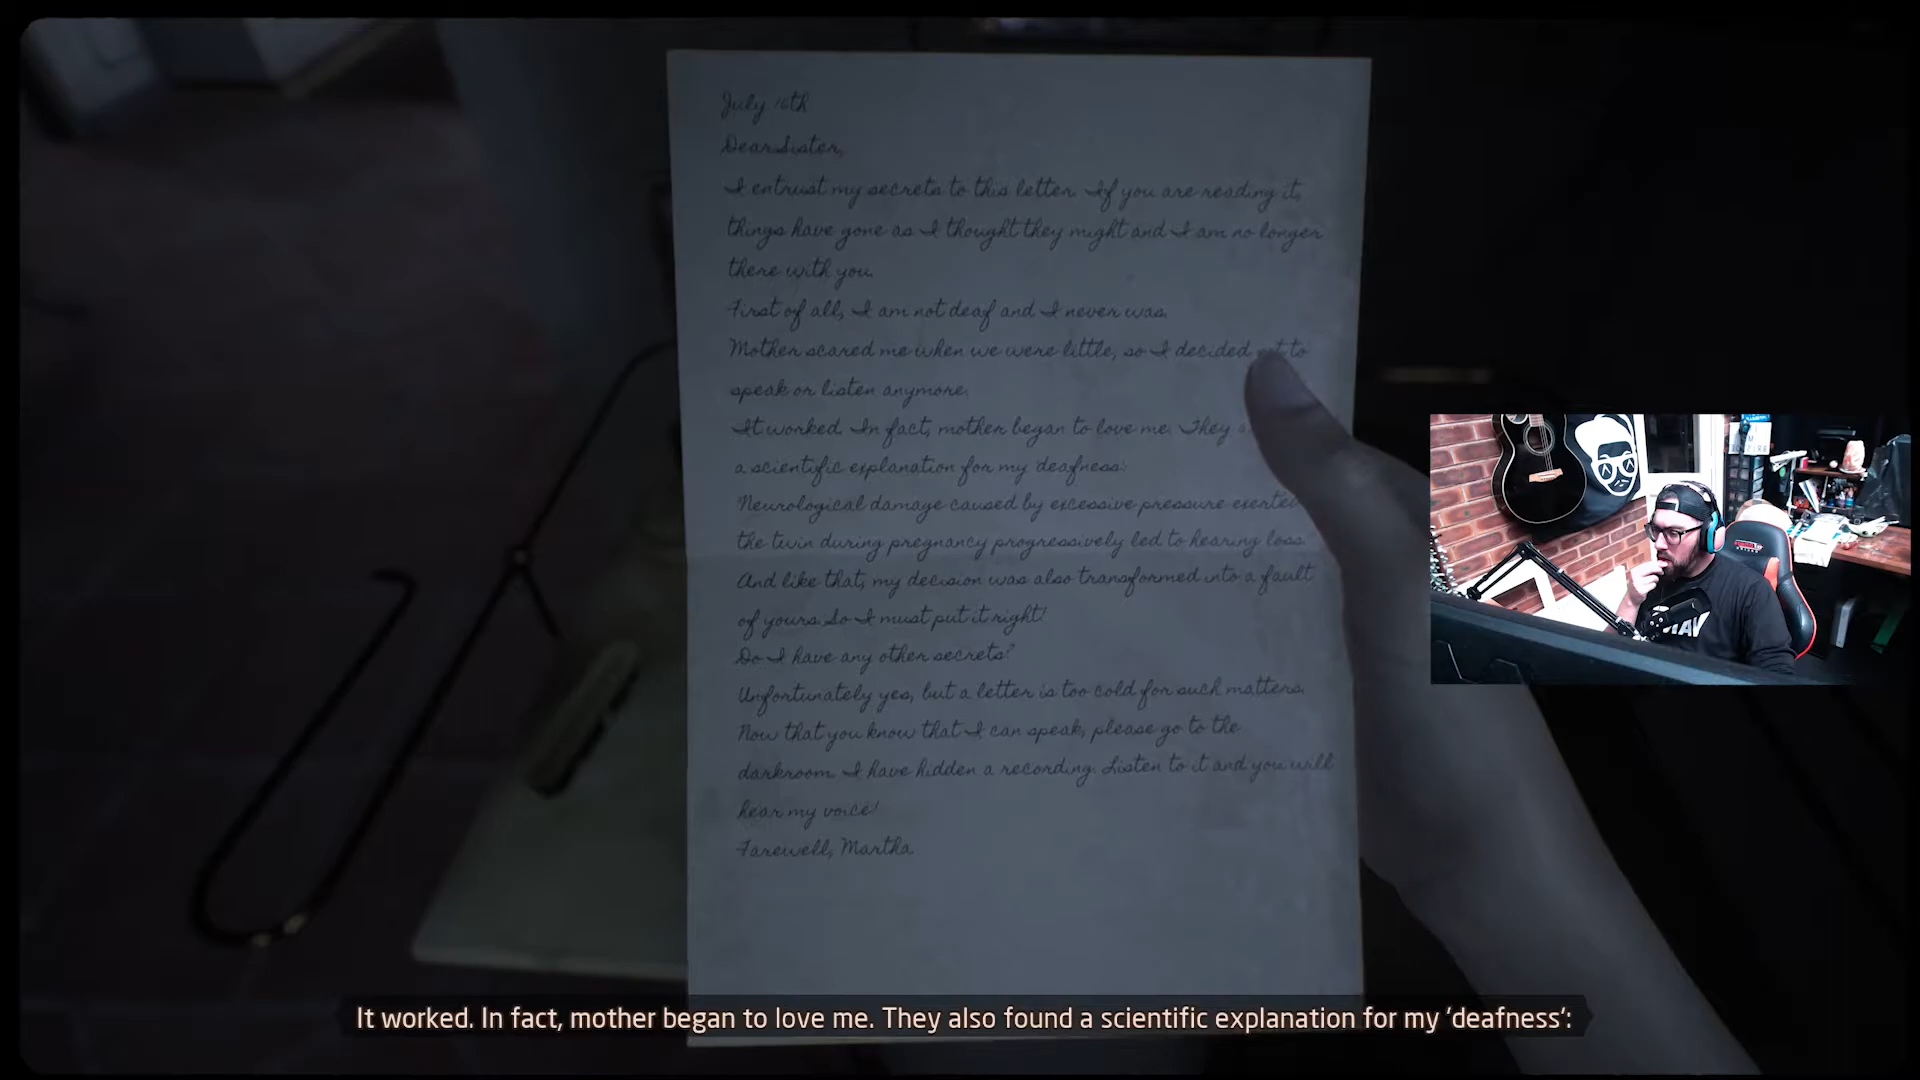 July 16th
Dear Sister,
I entrust my secrets to this letter. If you are reading it,
things have gone as I thought they might and I am no longer
there with you.
First of all, I am not deaf and I never was.
Mother scared me when we were little, so I decided not to
speak or listen anymore.
It worked. In fact, mother began to love me. They
a scientific explanation for my 'deafness':
Neurological damage caused by excessive pressure exerted
the twin during pregnancy progressively led to hearing loss.
And like that, my decision was also transformed into a fault
of yours. So I must put it right!
Do I have any other secrets?
Unfortunately yes, but a letter is too cold for such matters.
Now that you know that I can speak, please go to the
darkroom. I have hidden a recording. Listen to it and you will
hear my voice!
Farewell, Martha
It worked. In fact, mother began to love me. They also found a scientific explanation for my 'deafness':